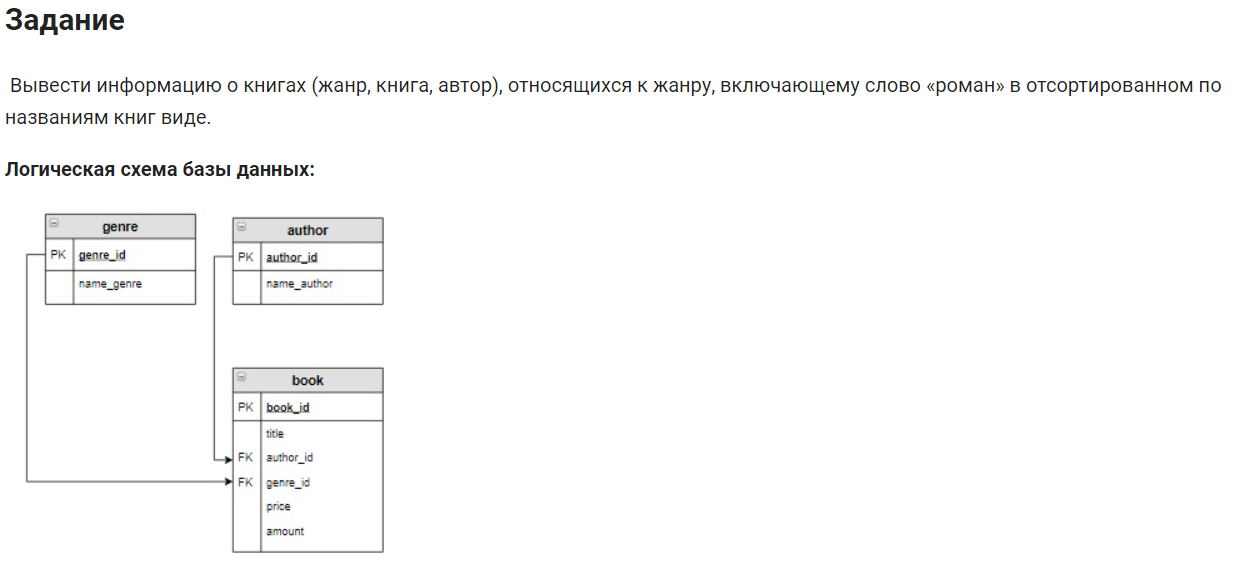 Задание
Вывести информацию о книгах (жанр, книга, автор), относящихся к жанру, включающему слово «роман» в отсортированном по
названиям книг виде.
Логическая схема базы данных:
genre
PK genre_id
name_genre
author
PK author_id
name_author
book
PK book_id
title
FK author_id
FK genre_id
price
amount